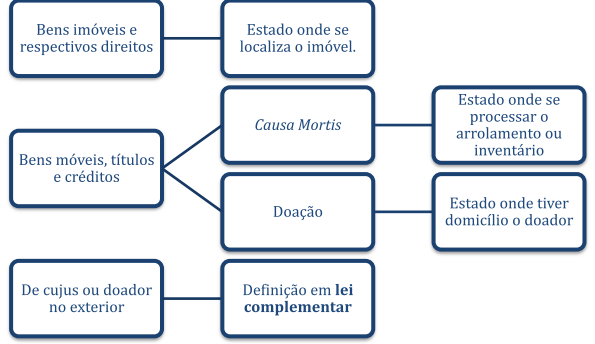 Bens imóveis e
respectivos direitos
Estado onde se
localiza o imóvel.
Bens móveis, títulos
e créditos
Causa Mortis
Estado onde se
processar o
arrolamento ou
inventário
Doação
Estado onde tiver
domicílio o doador
De cujus ou doador
no exterior
Definição em lei
complementar